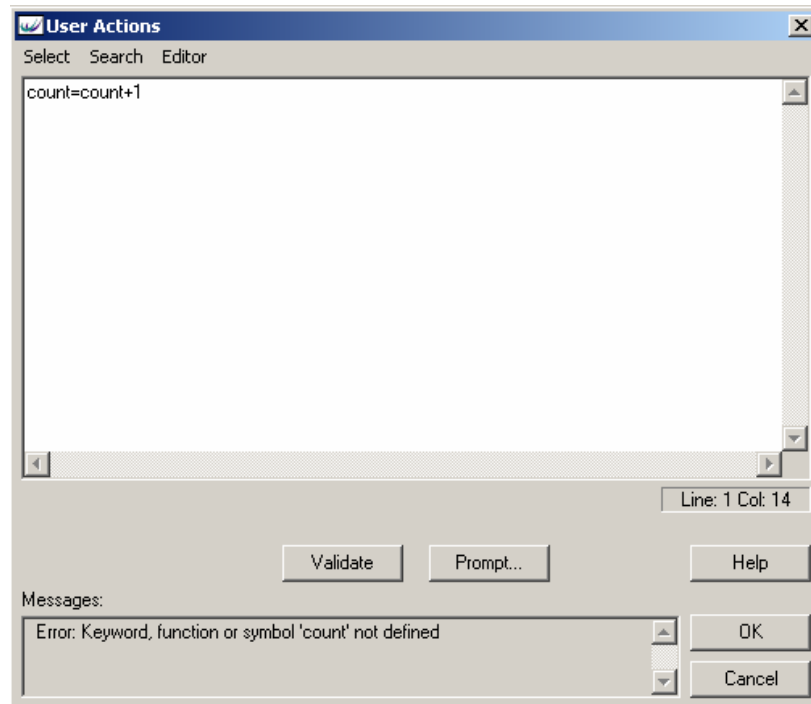 User Actions
Select Search Editor
count=count+1
Line: 1 Col: 14
Validate Prompt... Help
Messages:
Error: Keyword, function or symbol 'count' not defined
OK
Cancel